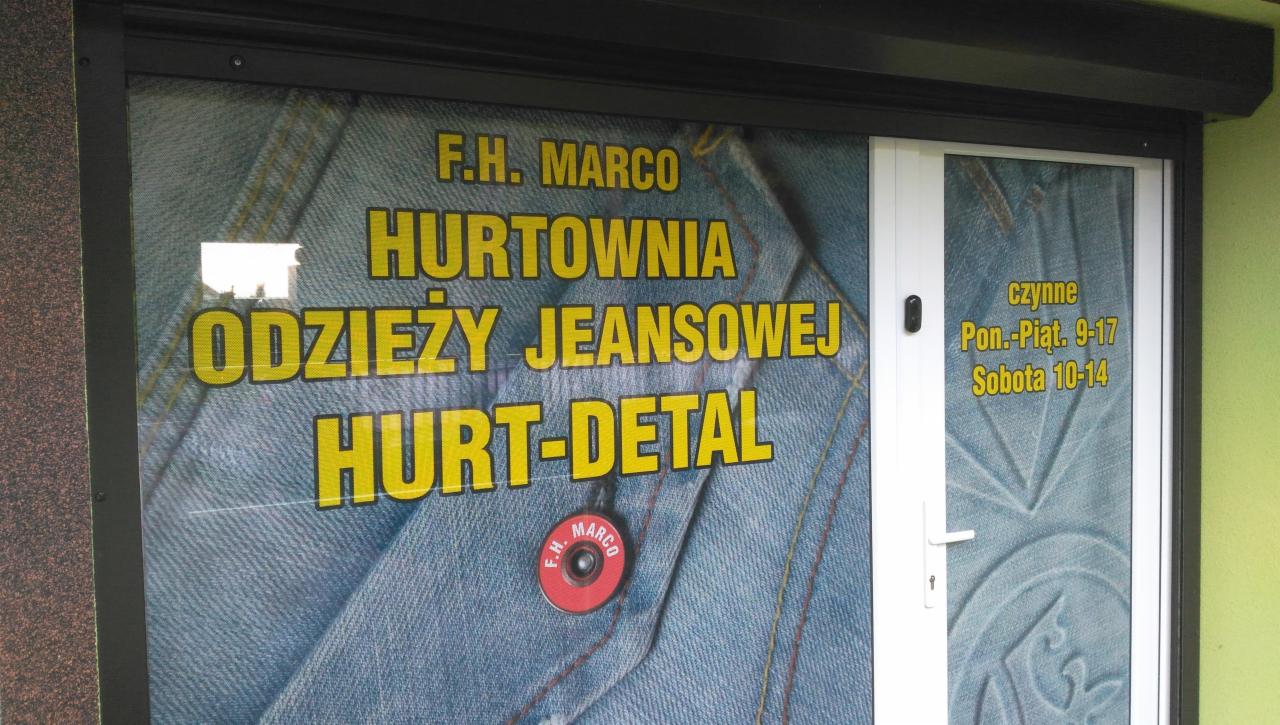 F.H. MARCO
HURTOWNIA
ODZIEŻY JEANSOWEJ
HURT-DETAL
F.H. MARCO
czynne
Pon.-Piąt. 9-17
Sobota 10-14